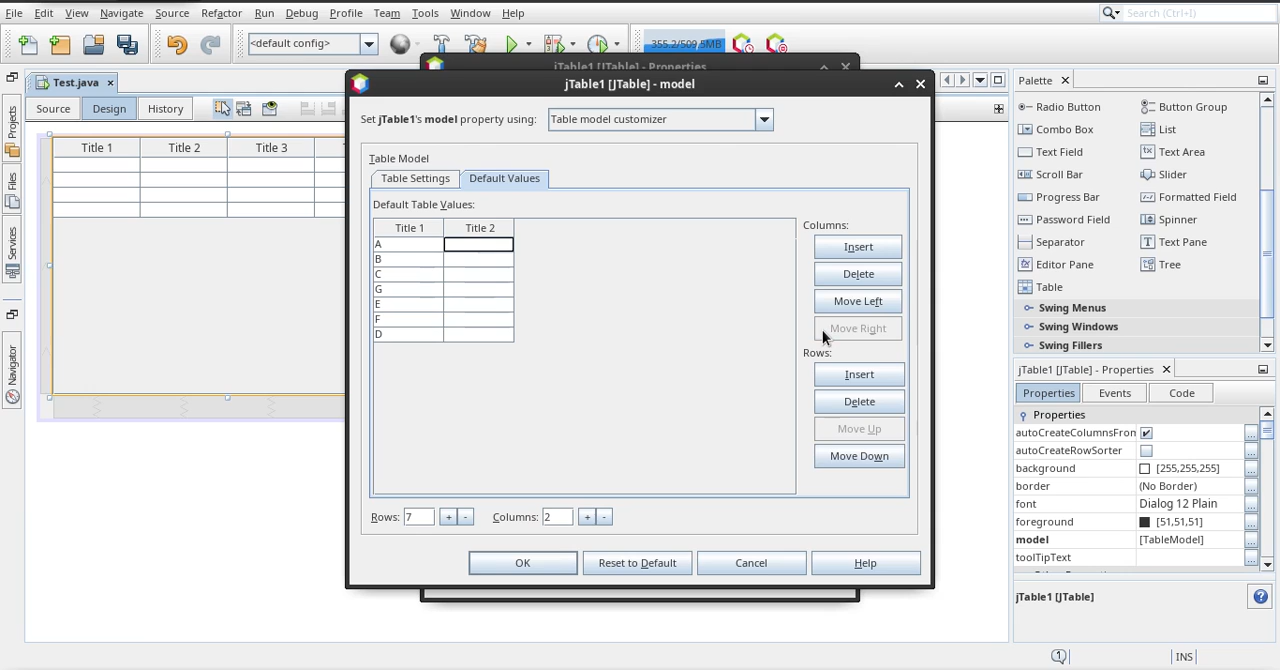 File Edit View Navigate Source Refactor Run Debug Profile Team Tools Window Help
Search (Ctrl+I)
<default config>
355.2/509.5MB
jTable1 [JTable] - Properties
Test.java ×
Source Design History
Projects
Files
Services
Navigator
Title 1 Title 2 Title 3
jTable1 [JTable] - model
Set jTable1's model property using: Table model customizer
Table Model
Table Settings Default Values
Default Table Values:
Title 1 Title 2
A
B
C
G
E
F
D
Columns:
Insert
Delete
Move Left
Move Right
Rows:
Insert
Delete
Move Up
Move Down
Rows: 7 + - Columns: 2 + -
OK Reset to Default Cancel Help
Palette ×
Radio Button Button Group
Combo Box List
Text Field Text Area
Scroll Bar Slider
Progress Bar Formatted Field
Password Field Spinner
Separator Text Pane
Editor Pane Tree
Table
Swing Menus
Swing Windows
Swing Fillers
jTable1 [JTable] - Properties ×
Properties Events Code
Properties
autoCreateColumnsFrom
autoCreateRowSorter
background [255,255,255]
border (No Border)
font Dialog 12 Plain
foreground [51,51,51]
model [TableModel]
toolTipText
jTable1 [JTable]
1 INS